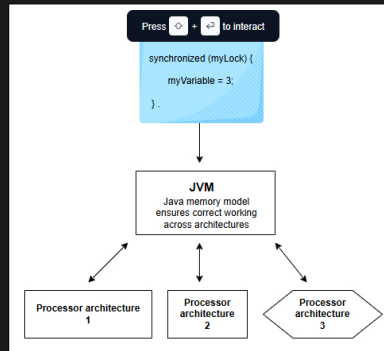 Press ⇧ + ⏎ to interact
synchronized (myLock) {
myVariable = 3;
} .
JVM
Java memory model
ensures correct working
across architectures
Processor architecture
1
Processor
architecture
2
Processor
architecture
3